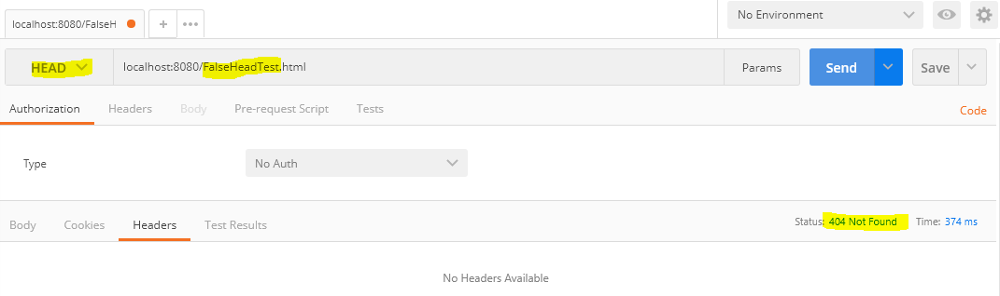 localhost:8080/FalseH + ••• No Environment
HEAD localhost:8080/FalseHeadTest.html Params Send Save
Authorization Headers Body Pre-request Script Tests Code
Type No Auth
Body Cookies Headers Test Results Status: 404 Not Found Time: 374 ms
No Headers Available